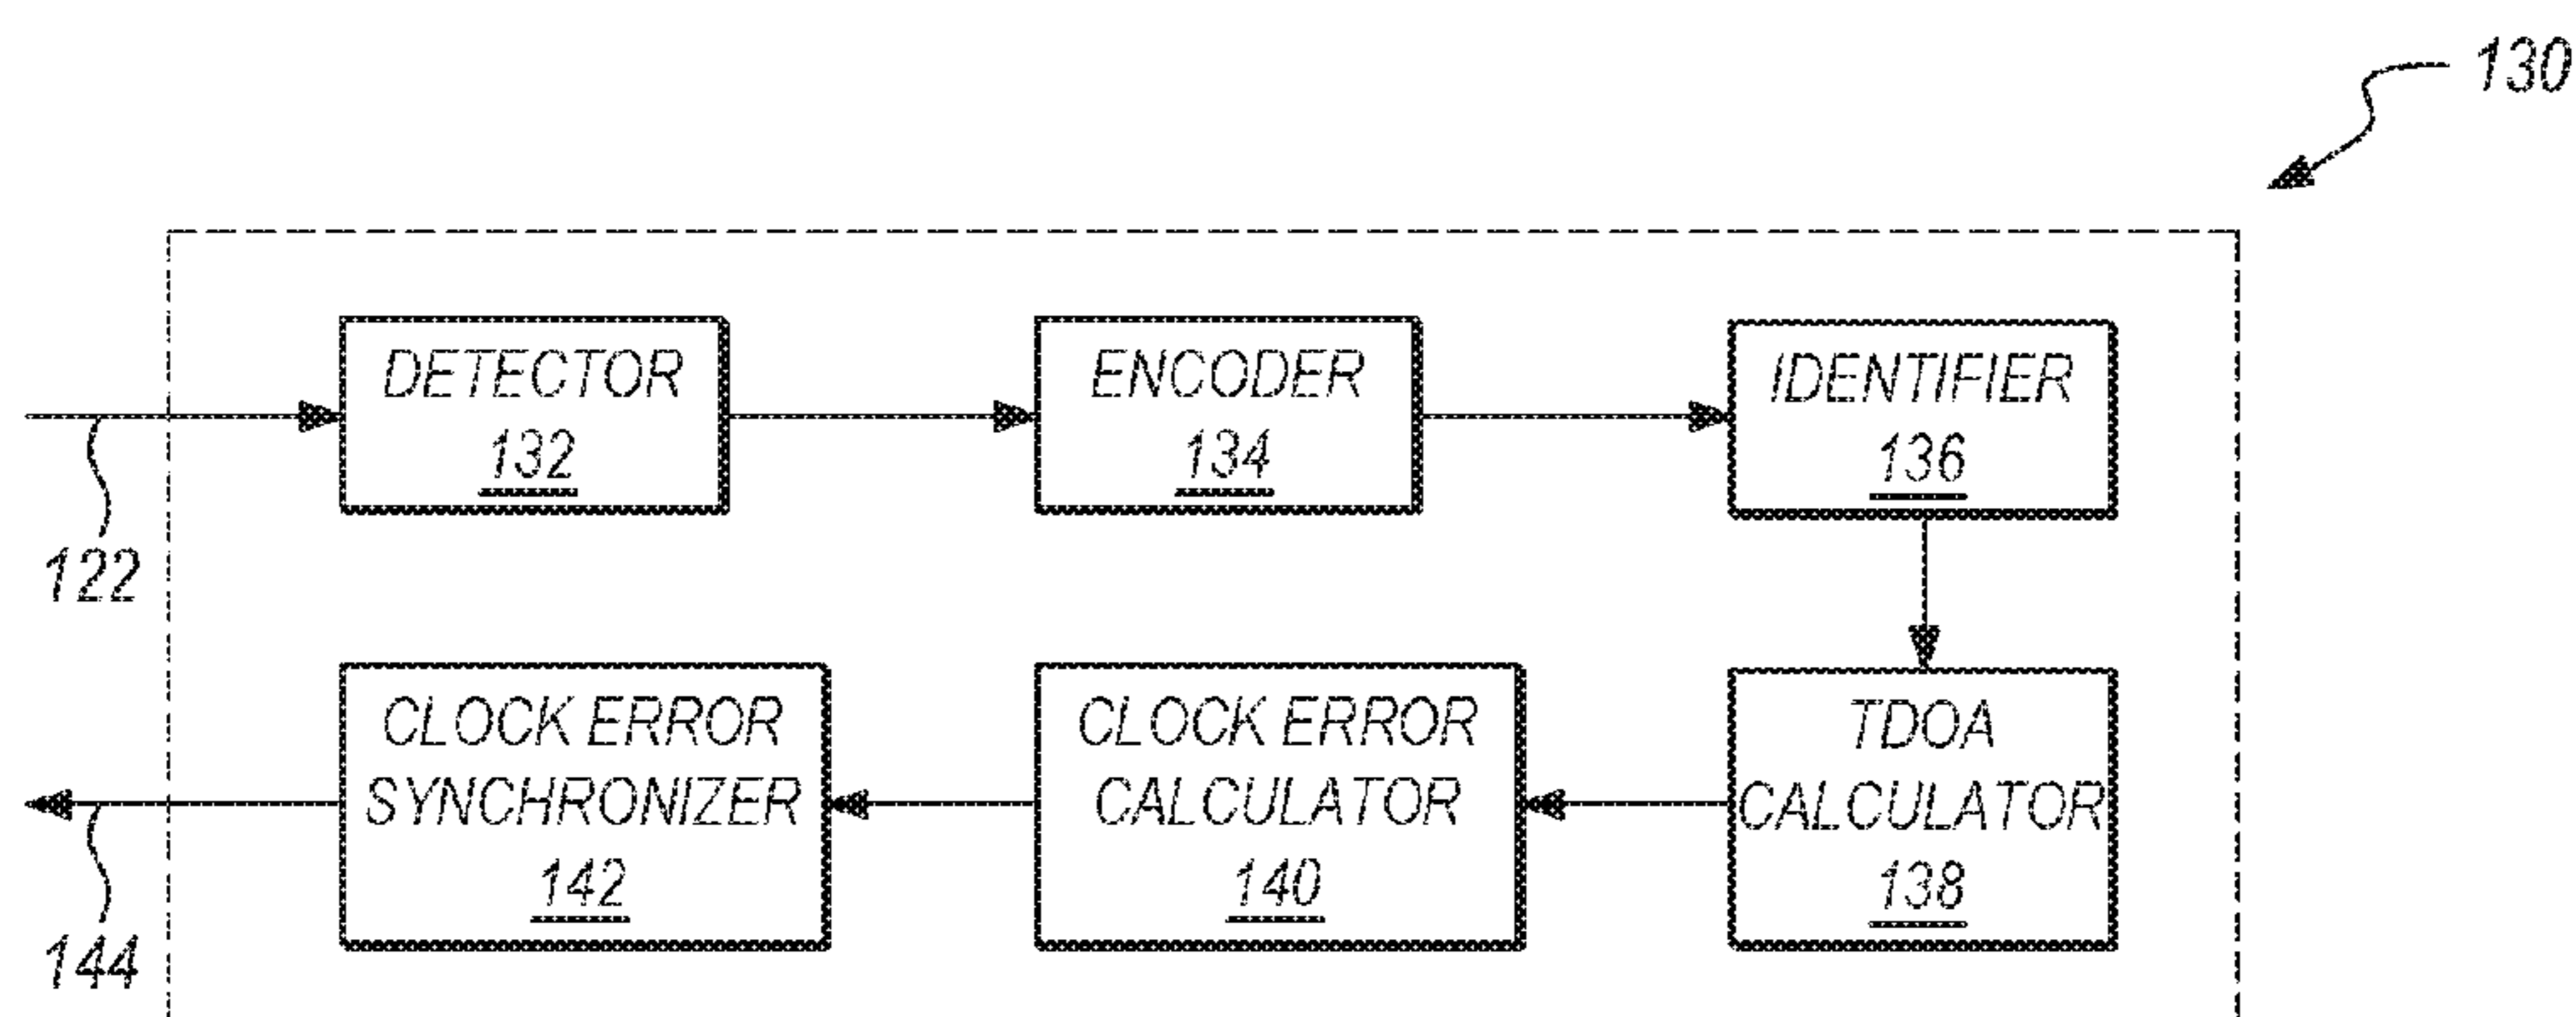 130
DETECTOR
132
ENCODER
134
IDENTIFIER
136
122
CLOCK ERROR
SYNCHRONIZER
142
CLOCK ERROR
CALCULATOR
140
TDOA
CALCULATOR
138
144